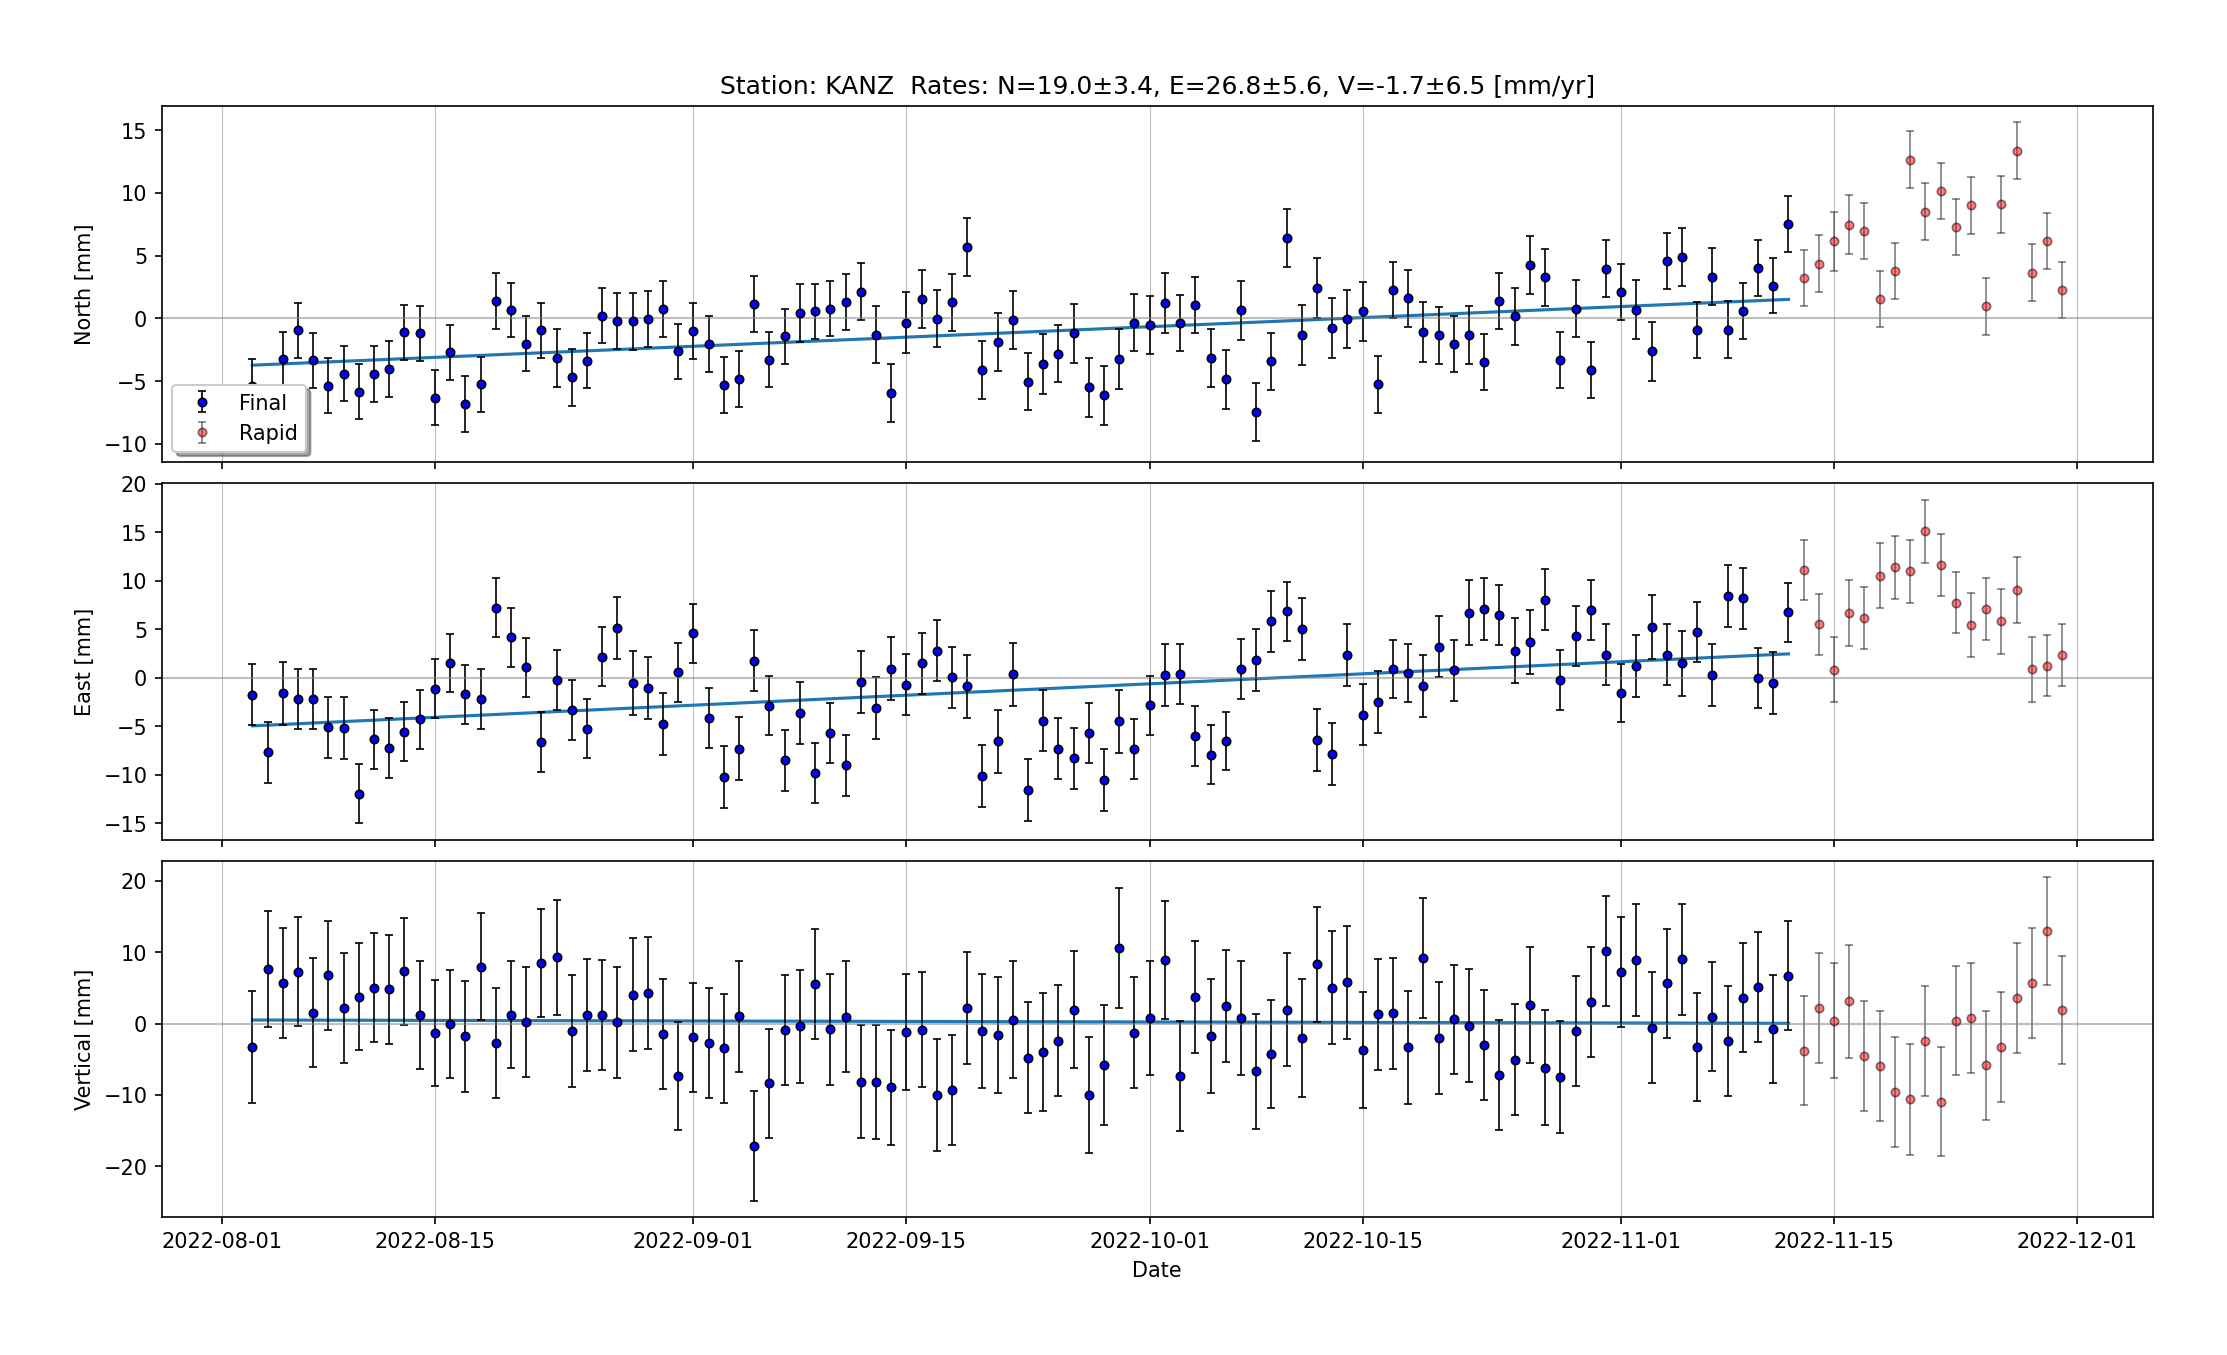 Station: KANZ  Rates: N=19.0±3.4, E=26.8±5.6, V=-1.7±6.5 [mm/yr]
15
10
5
0
−5
−10
North [mm]
Final
Rapid
20
15
10
5
0
−5
−10
−15
East [mm]
20
10
0
−10
−20
Vertical [mm]
2022-08-01 2022-08-15 2022-09-01 2022-09-15 2022-10-01 2022-10-15 2022-11-01 2022-11-15 2022-12-01
Date